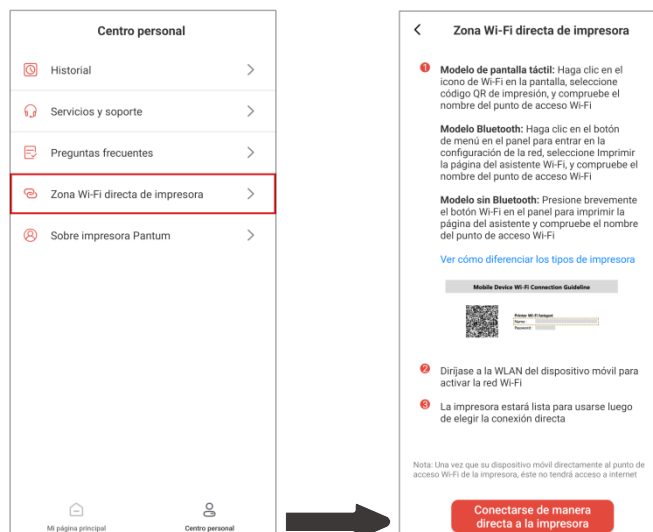 Centro personal
Historial
Servicios y soporte
Preguntas frecuentes
Zona Wi-Fi directa de impresora
Sobre impresora Pantum
Mi página principal
Centro personal
Zona Wi-Fi directa de impresora
1 Modelo de pantalla táctil: Haga clic en el
icono de Wi-Fi en la pantalla, seleccione
código QR de impresión, y compruebe el
nombre del punto de acceso Wi-Fi
Modelo Bluetooth: Haga clic en el botón
de menú en el panel para entrar en la
configuración de la red, seleccione Imprimir
la página del asistente Wi-Fi, y compruebe el
nombre del punto de acceso Wi-Fi
Modelo sin Bluetooth: Presione brevemente
el botón Wi-Fi en el panel para imprimir la
página del asistente y compruebe el nombre
del punto de acceso Wi-Fi
Ver cómo diferenciar los tipos de impresora
Mobile Device Wi-Fi Connection Guideline
Printer Wi-Fi hotspot
Name:
Password:
2 Diríjase a la WLAN del dispositivo móvil para
activar la red Wi-Fi
3 La impresora estará lista para usarse luego
de elegir la conexión directa
Nota: Una vez que su dispositivo móvil directamente al punto de
acceso Wi-Fi de la impresora, éste no tendrá acceso a internet
Conectarse de manera
directa a la impresora